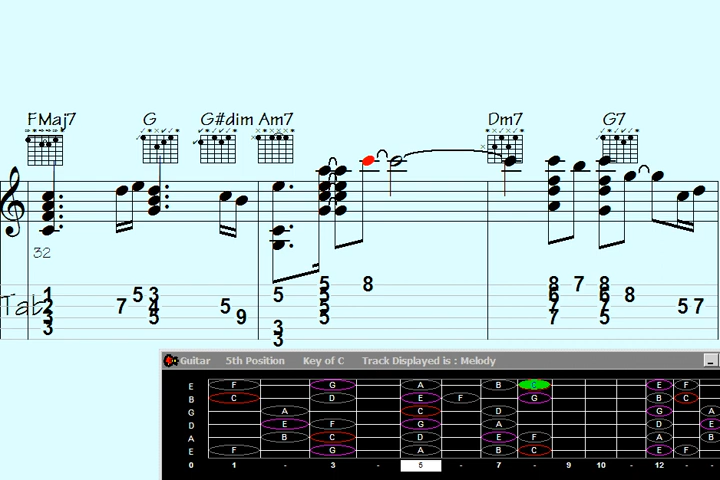 FMaj7 G G#dim Am7 Dm7 G7
32
5 5 8 8 7 8
1 5 3 5 5 6 6 8
Tab 2 7 4 5 5 7 7 5 7
3 5 9 5 7 5
3 3
3
Guitar 5th Position Key of C Track Displayed is : Melody
E F G A B C E F
B C D E F G B C
G A C D G A
D E F G A D E
A B C D E F A
E F G A B C E F
0 1 - 3 - 5 - 7 - 9 10 - 12 - -